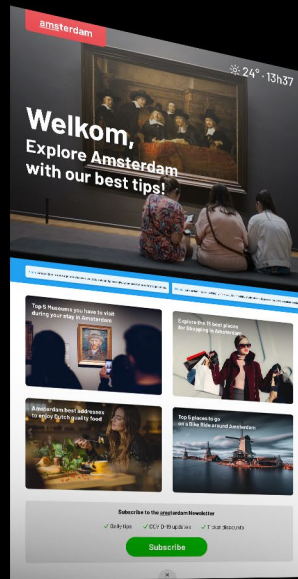 amsterdam
24° · 13h37
Welkom,
Explore Amsterdam
with our best tips!
Top 5 Museums you have to visit
during your stay in Amsterdam
Explore the 15 best places
for Shopping in Amsterdam
Amsterdam best addresses
to enjoy Dutch quality food
Top 5 places to go
on a Bike Ride around Amsterdam
Subscribe to the amsterdam Newsletter
Daily tips
COVID-19 updates
Ticket discounts
Subscribe